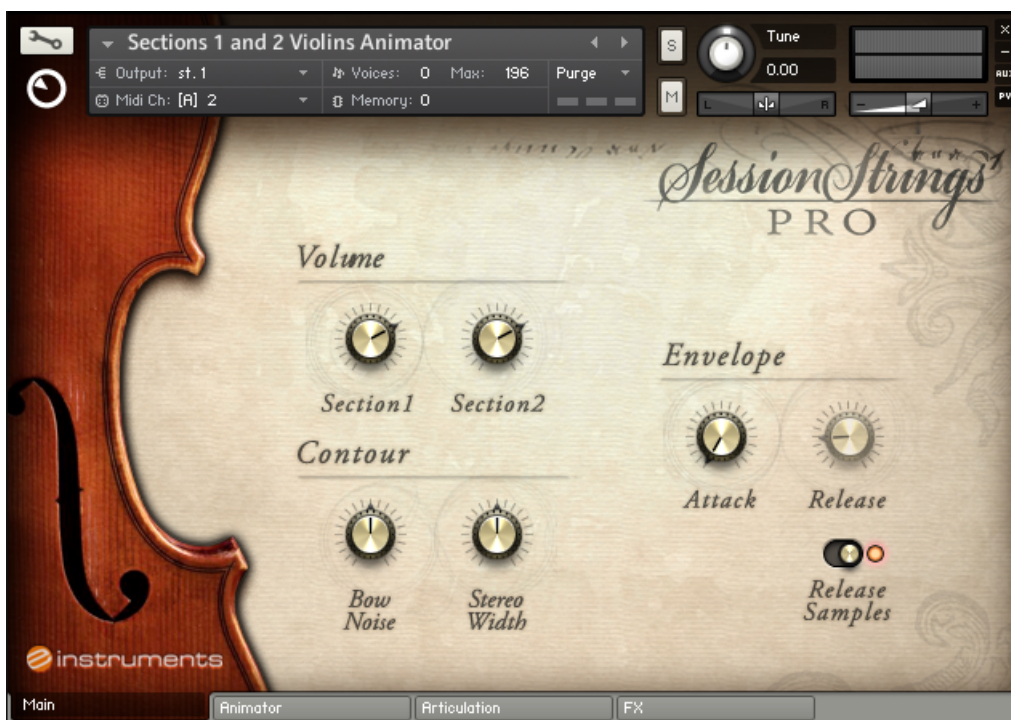 Sections 1 and 2 Violins Animator
Output: st.1
Voices: 0 Max: 196
Purge
Midi Ch: [A] 2
Memory: 0
S
M
Tune
0.00
L
R
-
+
×
-
AUX
PV
Session Strings
PRO
Volume
Section1
Section2
Contour
Bow
Noise
Stereo
Width
Envelope
Attack
Release
Release
Samples
e instruments
Main
Animator
Articulation
FX